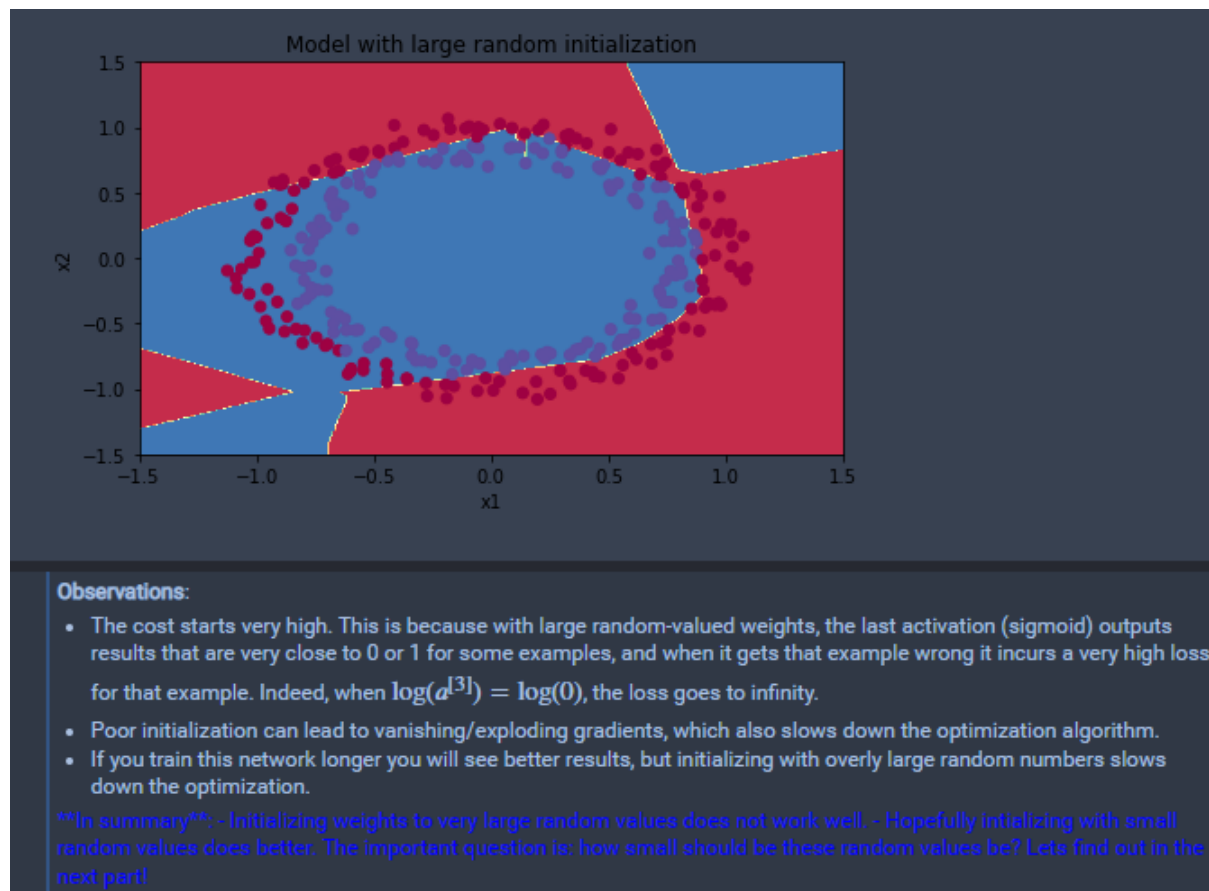 Model with large random initialization
1.5
1.0
0.5
0.0
−0.5
−1.0
−1.5
x2
−1.5 −1.0 −0.5 0.0 0.5 1.0 1.5
x1
Observations:
• The cost starts very high. This is because with large random-valued weights, the last activation (sigmoid) outputs
results that are very close to 0 or 1 for some examples, and when it gets that example wrong it incurs a very high loss
for that example. Indeed, when log(a^[3]) = log(0), the loss goes to infinity.
• Poor initialization can lead to vanishing/exploding gradients, which also slows down the optimization algorithm.
• If you train this network longer you will see better results, but initializing with overly large random numbers slows
down the optimization.
**In summary**: - Initializing weights to very large random values does not work well. - Hopefully intializing with small
random values does better. The important question is: how small should be these random values be? Lets find out in the
next part!